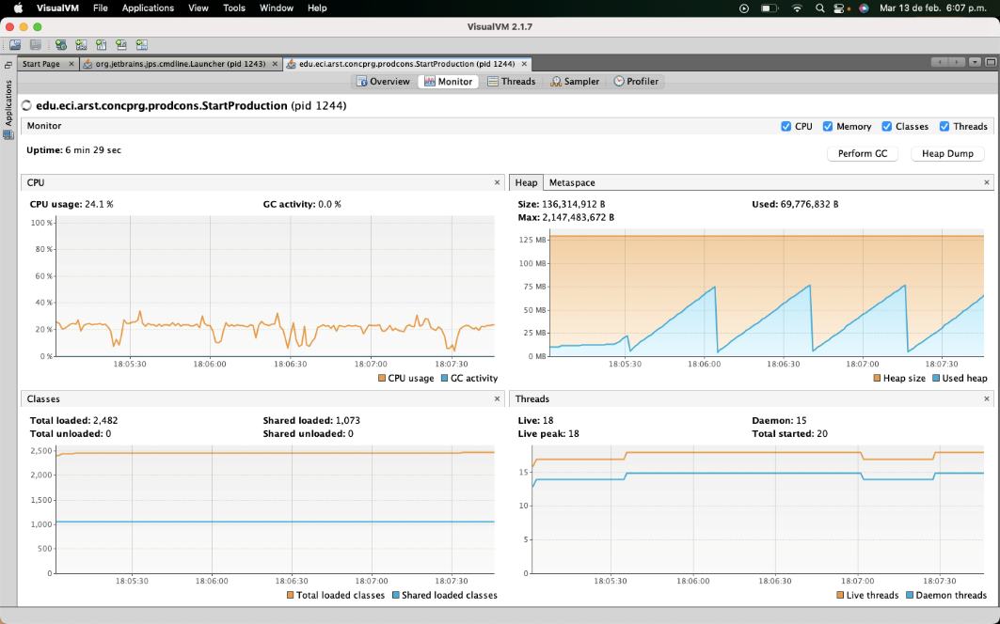 VisualVM File Applications View Tools Window Help Mar 13 de feb. 6:07 p.m.
VisualVM 2.1.7
Start Page × org.jetbrains.jps.cmdline.Launcher (pid 1243) × edu.eci.arst.concprg.prodcons.StartProduction (pid 1244) ×
Applications
Overview Monitor Threads Sampler Profiler
edu.eci.arst.concprg.prodcons.StartProduction (pid 1244)
Monitor CPU Memory Classes Threads
Uptime: 6 min 29 sec
Perform GC Heap Dump
CPU ×
CPU usage: 24.1 % GC activity: 0.0 %
100 %
80 %
60 %
40 %
20 %
0 %
18:05:30 18:06:00 18:06:30 18:07:00 18:07:30
CPU usage GC activity
Heap Metaspace ×
Size: 136,314,912 B Used: 69,776,832 B
Max: 2,147,483,672 B
125 MB
100 MB
75 MB
50 MB
25 MB
0 MB
18:05:30 18:06:00 18:06:30 18:07:00 18:07:30
Heap size Used heap
Classes ×
Total loaded: 2,482 Shared loaded: 1,073
Total unloaded: 0 Shared unloaded: 0
2,500
2,000
1,500
1,000
500
0
18:05:30 18:06:00 18:06:30 18:07:00 18:07:30
Total loaded classes Shared loaded classes
Threads ×
Live: 18 Daemon: 15
Live peak: 18 Total started: 20
15
10
5
0
18:05:30 18:06:00 18:06:30 18:07:00 18:07:30
Live threads Daemon threads